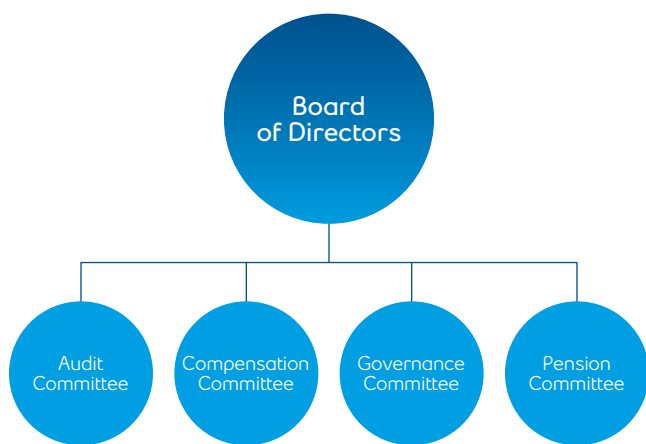 Board
of Directors
Audit
Committee
Compensation
Committee
Governance
Committee
Pension
Committee